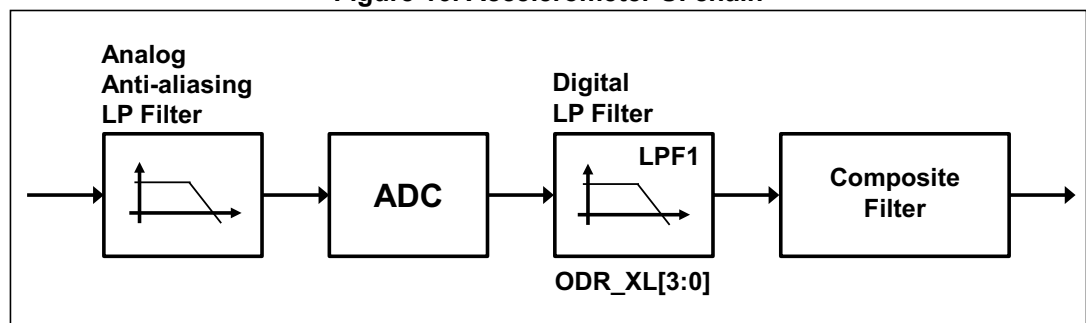 Analog
Anti-aliasing
LP Filter
ADC
Digital
LP Filter
LPF1
ODR_XL[3:0]
Composite
Filter